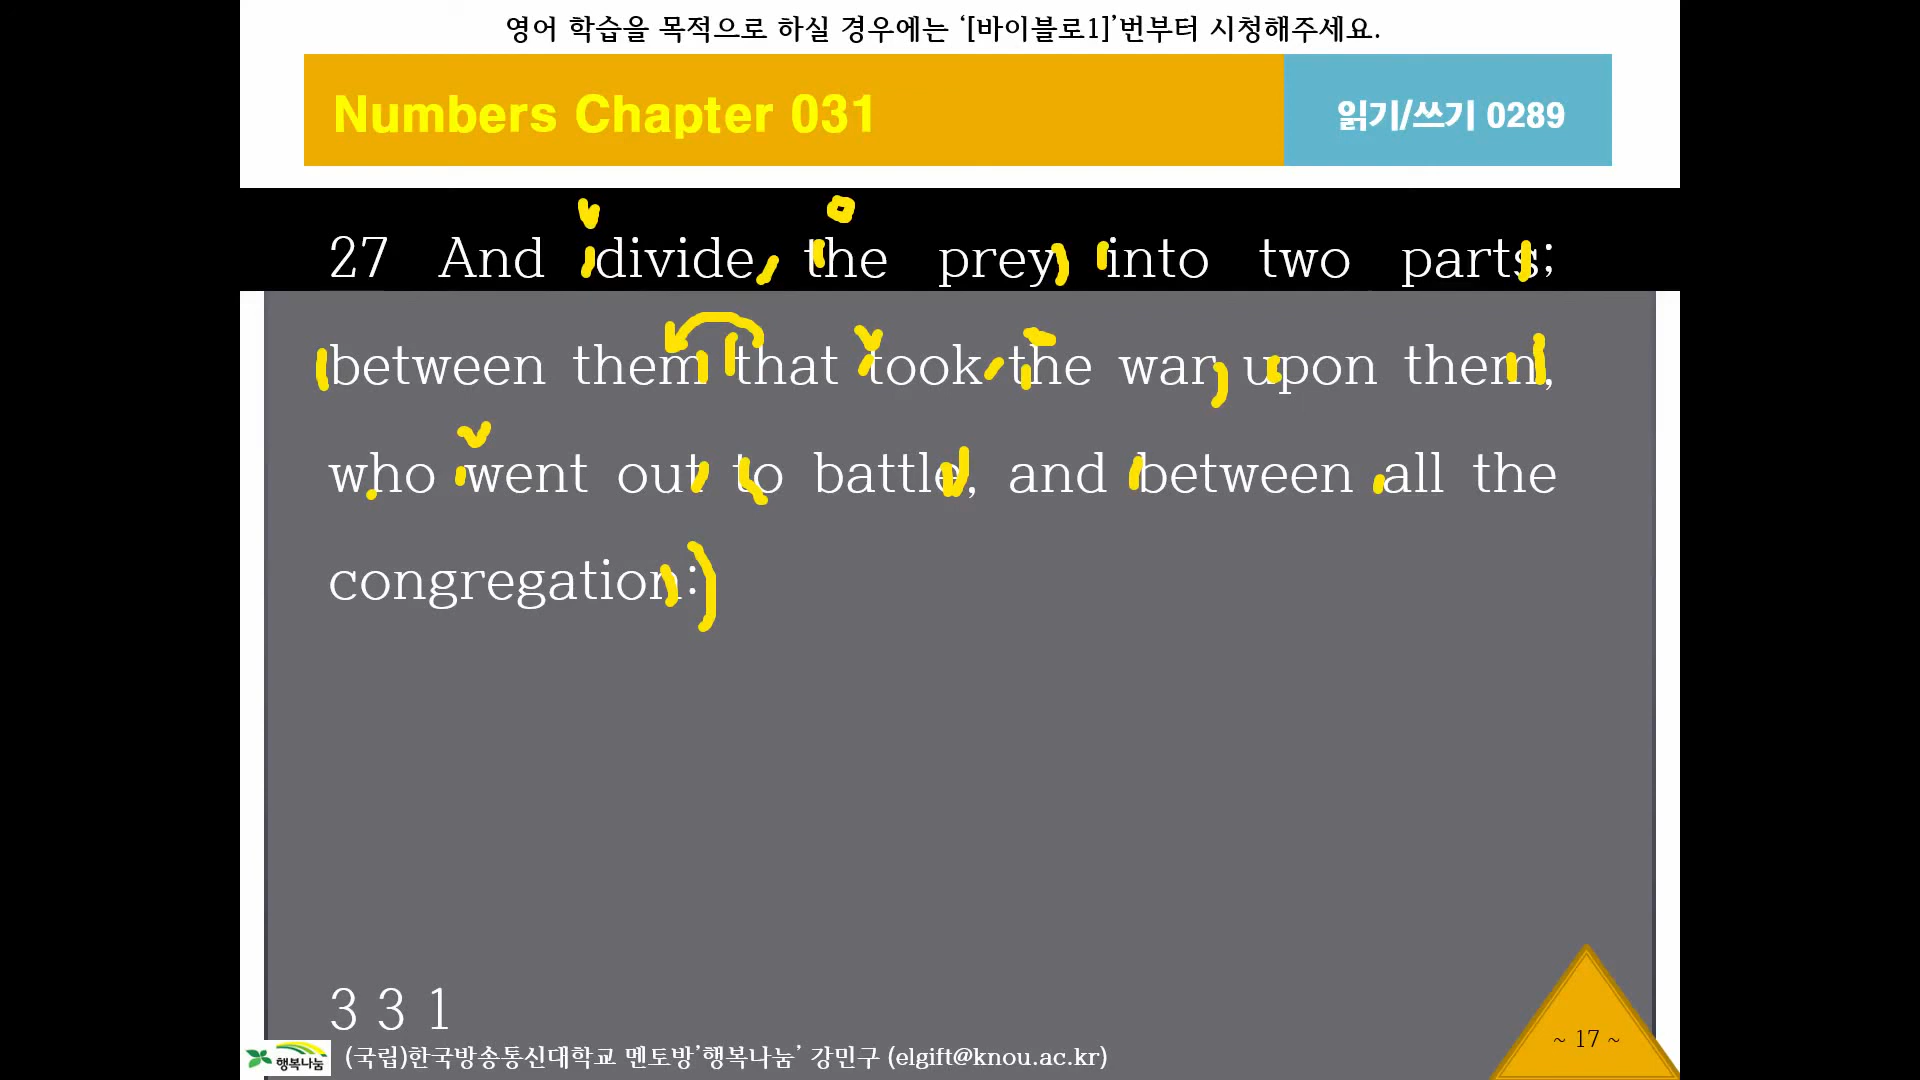 영어 학습을 목적으로 하실 경우에는 ‘[바이블로1]’번부터 시청해주세요.
Numbers Chapter 031
읽기/쓰기 0289
27 And divide the prey into two parts;
between them that took the war upon them,
who went out to battle, and between all the
congregation:
3 3 1
~ 17 ~
행복나눔
(국립)한국방송통신대학교 멘토방’행복나눔’ 강민구 (elgift@knou.ac.kr)